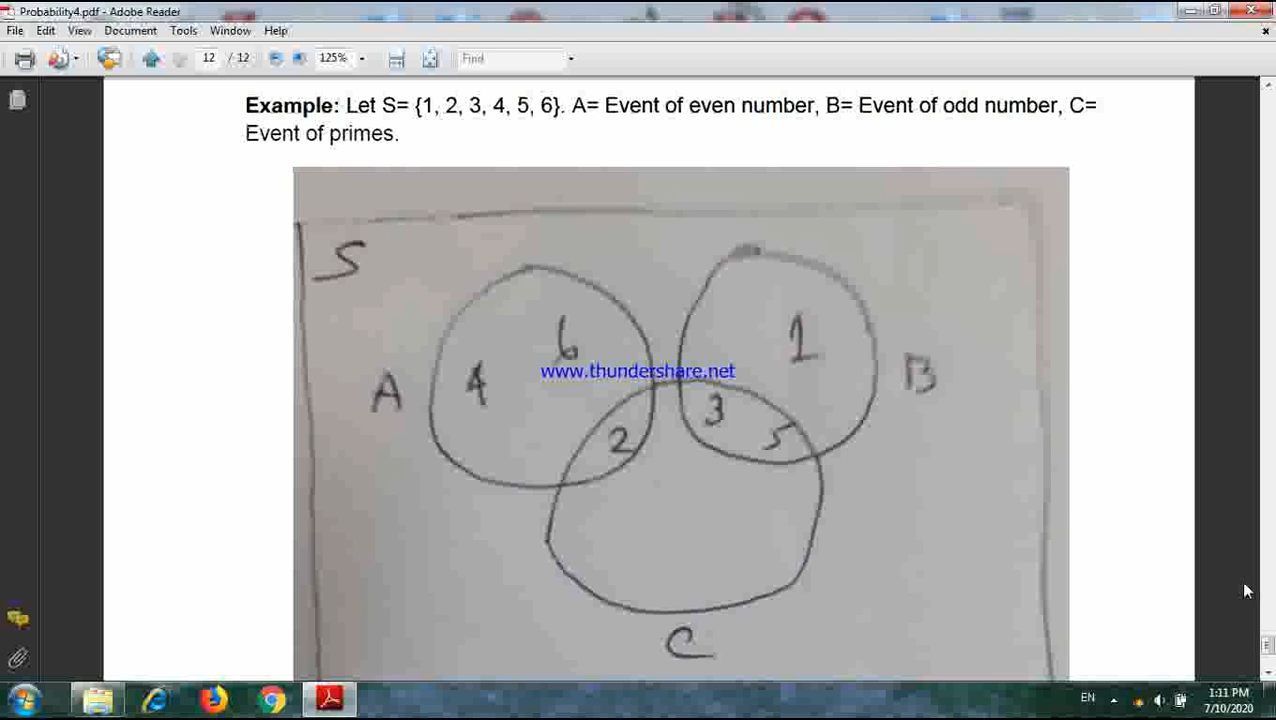 Probability4.pdf - Adobe Reader
File Edit View Document Tools Window Help
12 / 12 125% Find
Example: Let S= {1, 2, 3, 4, 5, 6}. A= Event of even number, B= Event of odd number, C=
Event of primes.
S
6 1
www.thundershare.net
A 4 B
3
2 5
C
EN 1:11 PM
7/10/2020